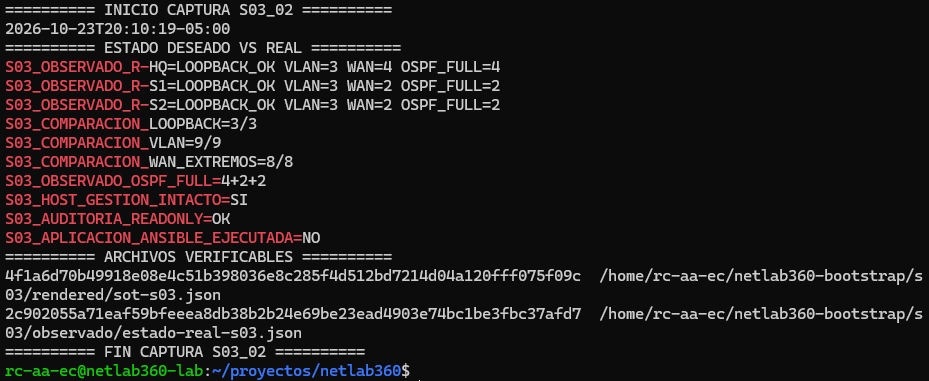 ========== INICIO CAPTURA S03_02 ==========
2026-10-23T20:10:19-05:00
========== ESTADO DESEADO VS REAL ==========
S03_OBSERVADO_R-HQ=LOOPBACK_OK VLAN=3 WAN=4 OSPF_FULL=4
S03_OBSERVADO_R-S1=LOOPBACK_OK VLAN=3 WAN=2 OSPF_FULL=2
S03_OBSERVADO_R-S2=LOOPBACK_OK VLAN=3 WAN=2 OSPF_FULL=2
S03_COMPARACION_LOOPBACK=3/3
S03_COMPARACION_VLAN=9/9
S03_COMPARACION_WAN_EXTREMOS=8/8
S03_OBSERVADO_OSPF_FULL=4+2+2
S03_HOST_GESTION_INTACTO=SI
S03_AUDITORIA_READONLY=OK
S03_APLICACION_ANSIBLE_EJECUTADA=NO
========== ARCHIVOS VERIFICABLES ==========
4f1a6d70b49918e08e4c51b398036e8c285f4d512bd7214d04a120fff075f09c  /home/rc-aa-ec/netlab360-bootstrap/s
03/rendered/sot-s03.json
2c902055a71eaf59bfeeea8db38b2b24e69be23ead4903e74bc1be3fbc37afd7  /home/rc-aa-ec/netlab360-bootstrap/s
03/observado/estado-real-s03.json
========== FIN CAPTURA S03_02 ==========
rc-aa-ec@netlab360-lab:~/proyectos/netlab360$